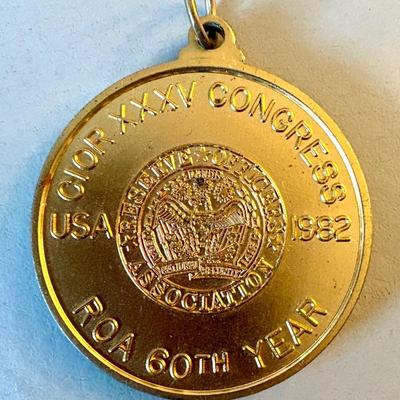 CIOR XXXV CONGRESS
USA 1982
RESERVE OFFICERS
ASSOCIATION
ROA 60TH YEAR